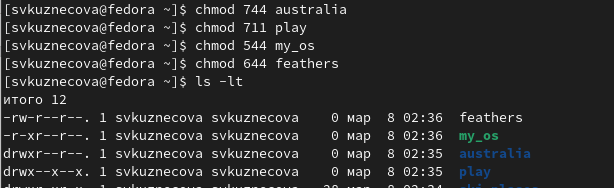 [svkuznecova@fedora ~]$ chmod 744 australia
[svkuznecova@fedora ~]$ chmod 711 play
[svkuznecova@fedora ~]$ chmod 544 my_os
[svkuznecova@fedora ~]$ chmod 644 feathers
[svkuznecova@fedora ~]$ ls -lt
итого 12
-rw-r--r--. 1 svkuznecova svkuznecova 0 мар 8 02:36 feathers
-r-xr--r--. 1 svkuznecova svkuznecova 0 мар 8 02:36 my_os
drwxr--r--. 1 svkuznecova svkuznecova 0 мар 8 02:35 australia
drwx--x--x. 1 svkuznecova svkuznecova 0 мар 8 02:35 play